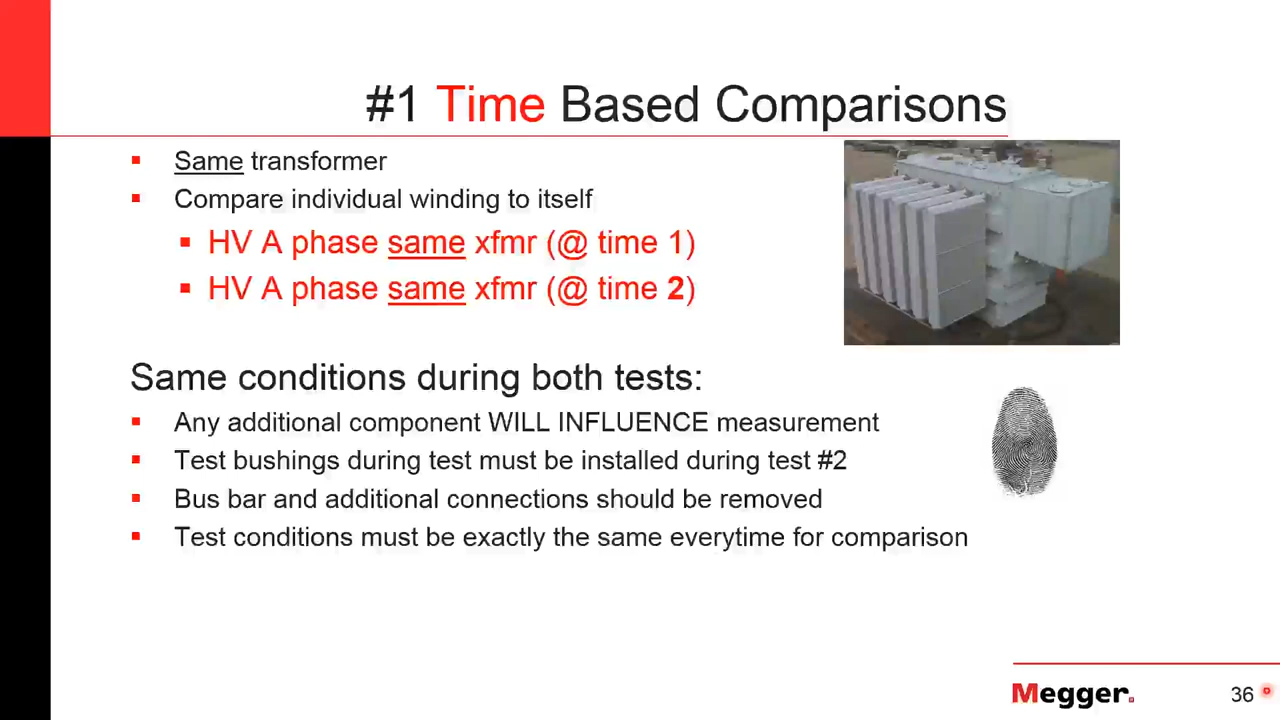 #1 Time Based Comparisons
Same transformer
Compare individual winding to itself
HV A phase same xfmr (@ time 1)
HV A phase same xfmr (@ time 2)
Same conditions during both tests:
Any additional component WILL INFLUENCE measurement
Test bushings during test must be installed during test #2
Bus bar and additional connections should be removed
Test conditions must be exactly the same everytime for comparison
Megger.
36